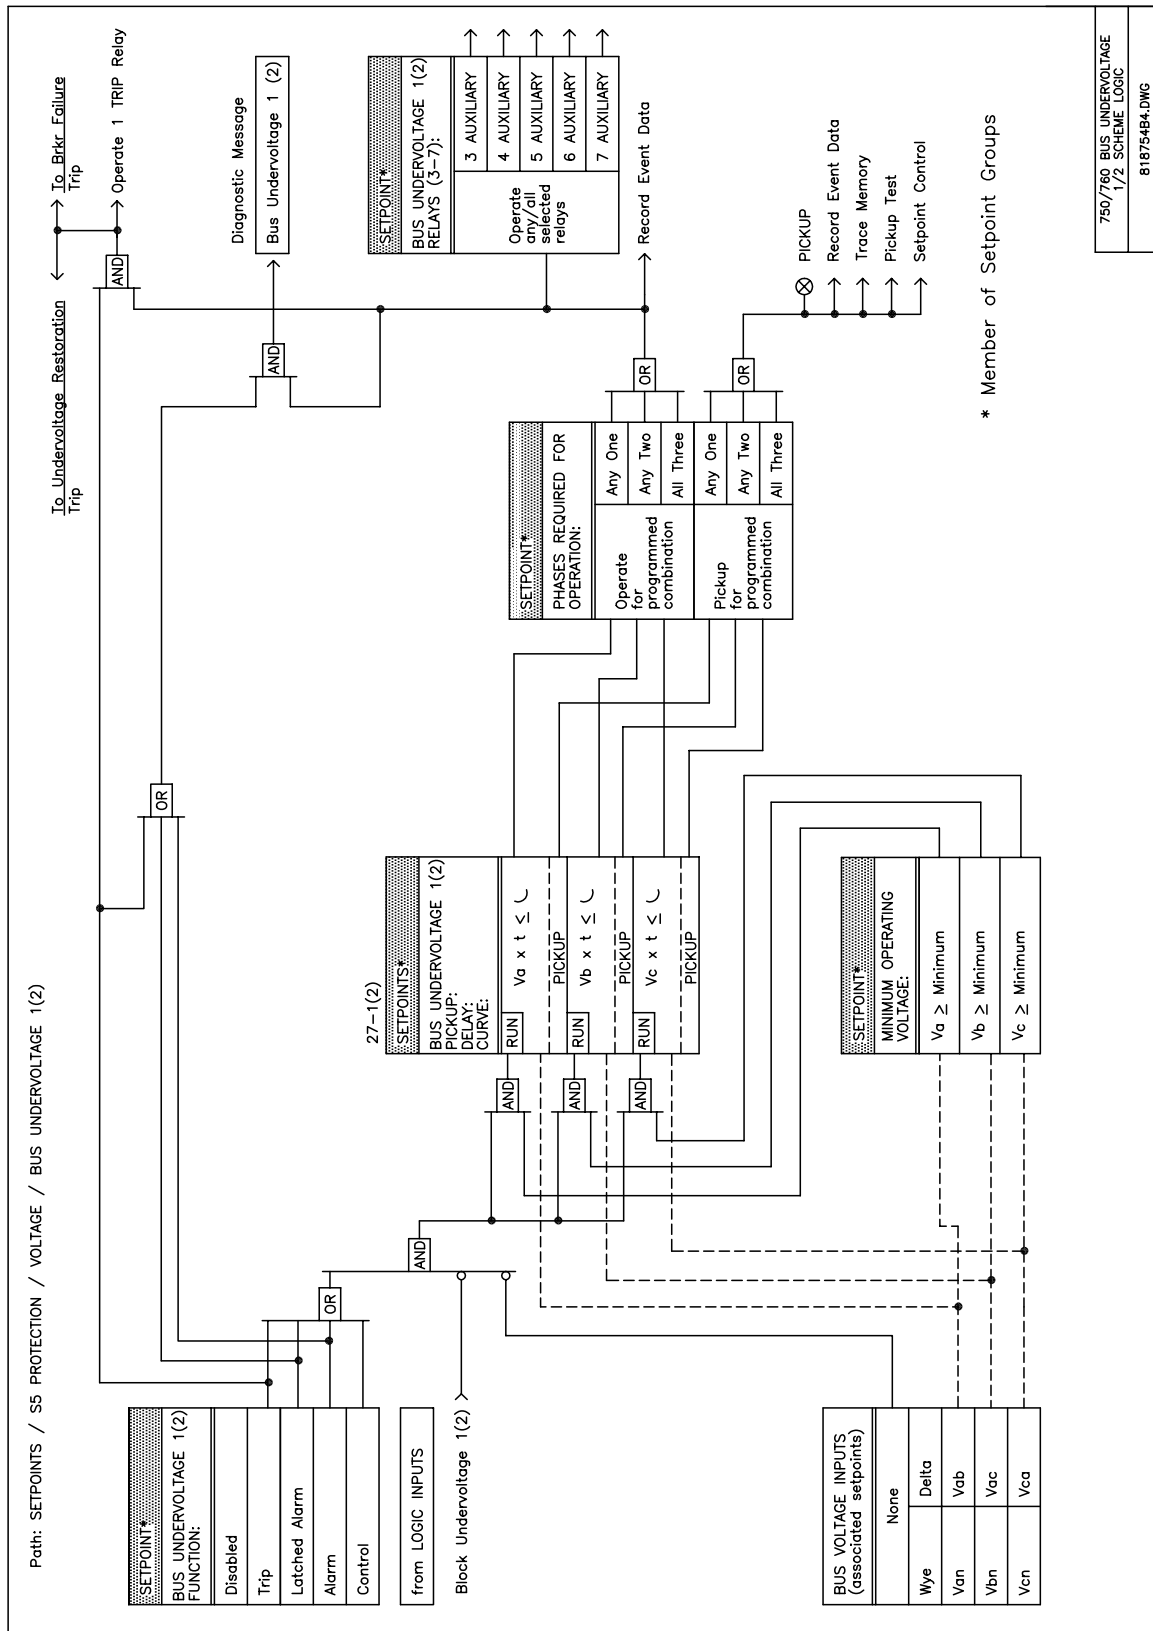 Path: SETPOINTS / S5 PROTECTION / VOLTAGE / BUS UNDERVOLTAGE 1(2)
SETPOINT*
BUS UNDERVOLTAGE 1(2)
FUNCTION:
Disabled
Trip
Latched Alarm
Alarm
Control
from LOGIC INPUTS
Block Undervoltage 1(2)
BUS VOLTAGE INPUTS
(associated setpoints)
None
Wye
Delta
Van
Vab
Vbn
Vac
Vcn
Vca
OR
AND
AND
AND
AND
27-1(2)
SETPOINTS*
BUS UNDERVOLTAGE 1(2)
PICKUP:
DELAY:
CURVE:
RUN
Va x t ≤
PICKUP
RUN
Vb x t ≤
PICKUP
RUN
Vc x t ≤
PICKUP
SETPOINT*
MINIMUM OPERATING
VOLTAGE:
Va ≥ Minimum
Vb ≥ Minimum
Vc ≥ Minimum
OR
SETPOINT*
PHASES REQUIRED FOR
OPERATION:
Operate
for
programmed
combination
Any One
Any Two
All Three
Pickup
for
programmed
combination
Any One
Any Two
All Three
OR
OR
To Undervoltage Restoration
Trip
To Brkr Failure
Trip
AND
Operate 1 TRIP Relay
AND
Diagnostic Message
Bus Undervoltage 1 (2)
SETPOINT*
BUS UNDERVOLTAGE 1(2)
RELAYS (3-7):
Operate
any/all
selected
relays
3 AUXILIARY
4 AUXILIARY
5 AUXILIARY
6 AUXILIARY
7 AUXILIARY
Record Event Data
PICKUP
Record Event Data
Trace Memory
Pickup Test
Setpoint Control
* Member of Setpoint Groups
750/760 BUS UNDERVOLTAGE
1/2 SCHEME LOGIC
818754B4.DWG